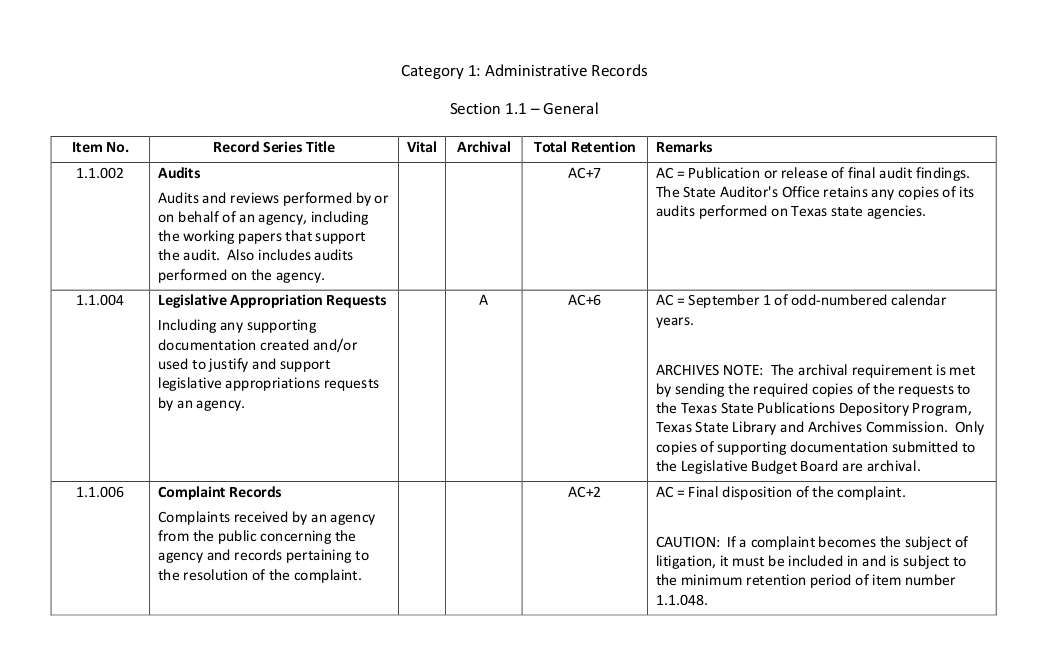 Category 1: Administrative Records
Section 1.1 – General
Item No. Record Series Title Vital Archival Total Retention Remarks
1.1.002
Audits
Audits and reviews performed by or
on behalf of an agency, including
the working papers that support
the audit.  Also includes audits
performed on the agency.
AC+7
AC = Publication or release of final audit findings.
The State Auditor's Office retains any copies of its
audits performed on Texas state agencies.
1.1.004
Legislative Appropriation Requests
Including any supporting
documentation created and/or
used to justify and support
legislative appropriations requests
by an agency.
A
AC+6
AC = September 1 of odd-numbered calendar
years.
ARCHIVES NOTE:  The archival requirement is met
by sending the required copies of the requests to
the Texas State Publications Depository Program,
Texas State Library and Archives Commission.  Only
copies of supporting documentation submitted to
the Legislative Budget Board are archival.
1.1.006
Complaint Records
Complaints received by an agency
from the public concerning the
agency and records pertaining to
the resolution of the complaint.
AC+2
AC = Final disposition of the complaint.
CAUTION:  If a complaint becomes the subject of
litigation, it must be included in and is subject to
the minimum retention period of item number
1.1.048.